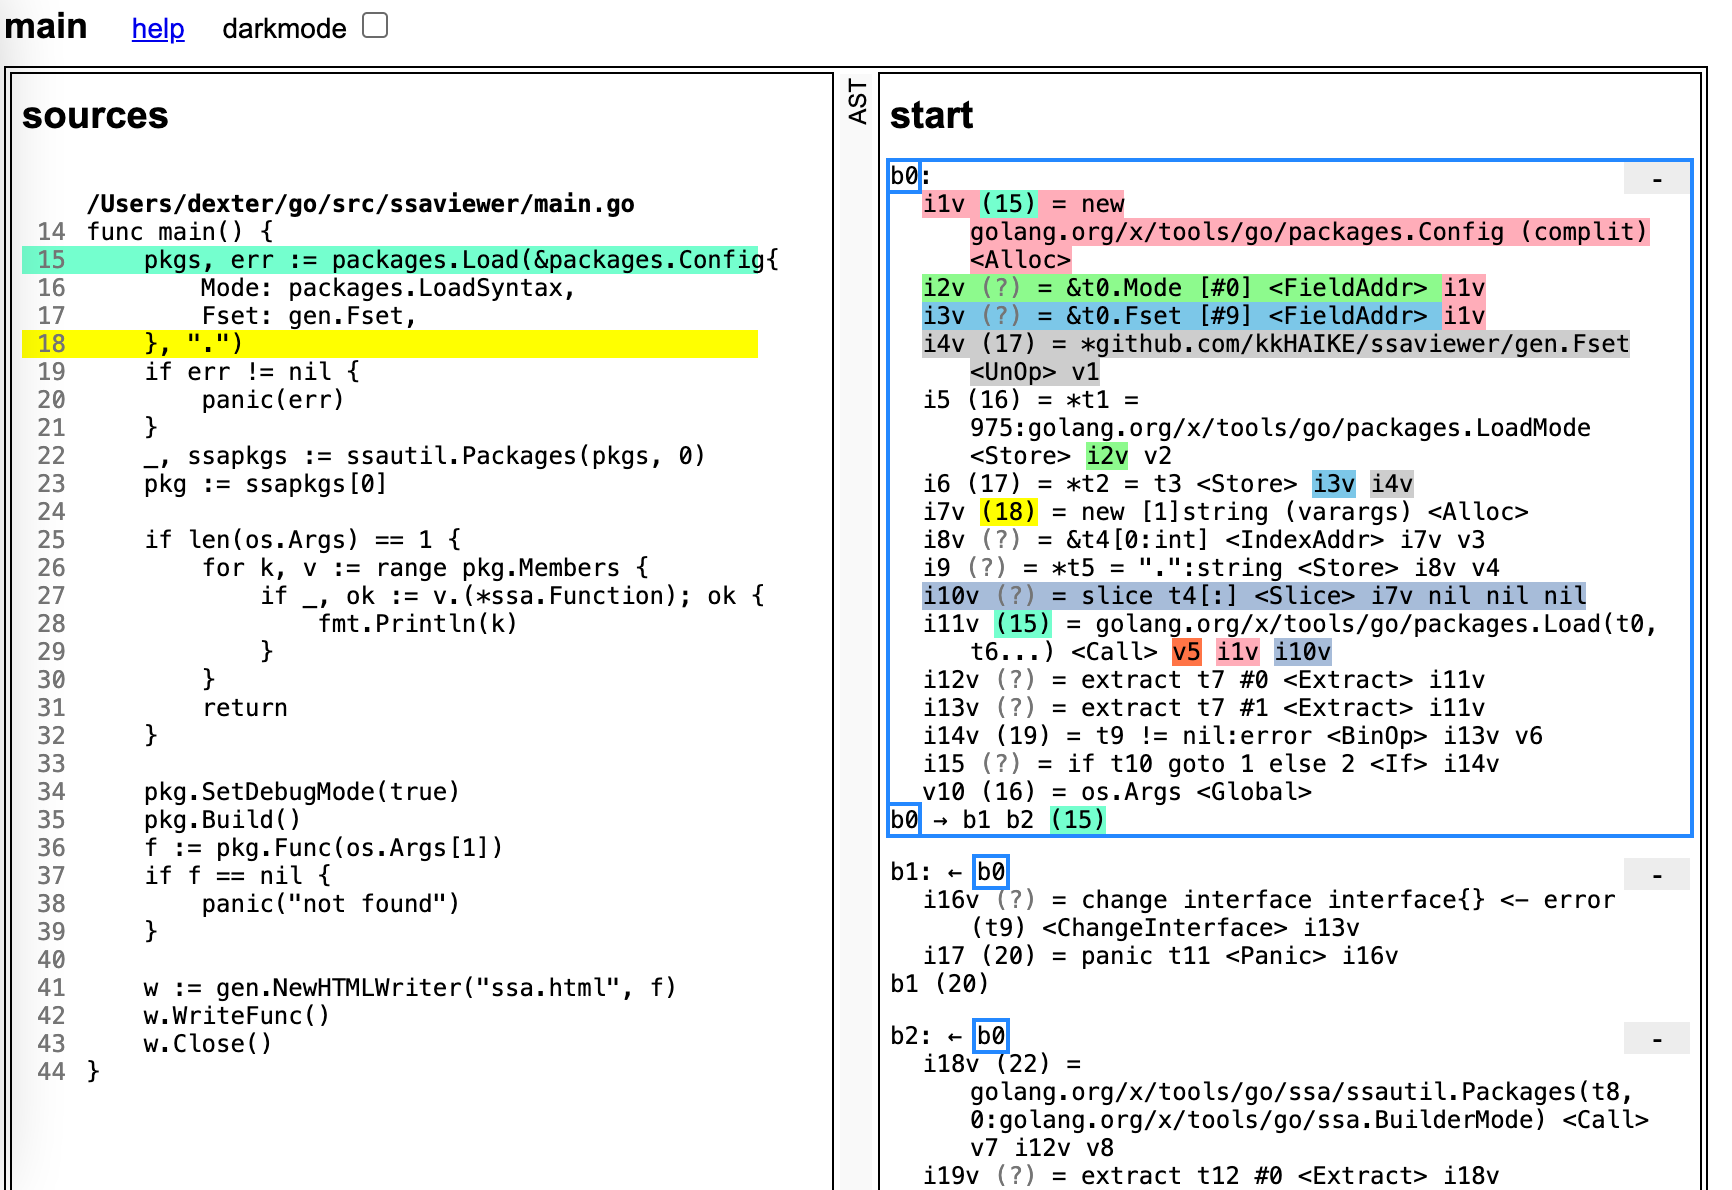 main help darkmode
sources
/Users/dexter/go/src/ssaviewer/main.go
14 func main() {
15 pkgs, err := packages.Load(&packages.Config{
16 Mode: packages.LoadSyntax,
17 Fset: gen.Fset,
18 }, ".")
19 if err != nil {
20 panic(err)
21 }
22 _, ssapkgs := ssautil.Packages(pkgs, 0)
23 pkg := ssapkgs[0]
24
25 if len(os.Args) == 1 {
26 for k, v := range pkg.Members {
27 if _, ok := v.(*ssa.Function); ok {
28 fmt.Println(k)
29 }
30 }
31 return
32 }
33
34 pkg.SetDebugMode(true)
35 pkg.Build()
36 f := pkg.Func(os.Args[1])
37 if f == nil {
38 panic("not found")
39 }
40
41 w := gen.NewHTMLWriter("ssa.html", f)
42 w.WriteFunc()
43 w.Close()
44 }
AST
start
b0: -
i1v (15) = new
golang.org/x/tools/go/packages.Config (complit)
<Alloc>
i2v (?) = &t0.Mode [#0] <FieldAddr> i1v
i3v (?) = &t0.Fset [#9] <FieldAddr> i1v
i4v (17) = *github.com/kkHAIKE/ssaviewer/gen.Fset
<UnOp> v1
i5 (16) = *t1 =
975:golang.org/x/tools/go/packages.LoadMode
<Store> i2v v2
i6 (17) = *t2 = t3 <Store> i3v i4v
i7v (18) = new [1]string (varargs) <Alloc>
i8v (?) = &t4[0:int] <IndexAddr> i7v v3
i9 (?) = *t5 = ".":string <Store> i8v v4
i10v (?) = slice t4[:] <Slice> i7v nil nil nil
i11v (15) = golang.org/x/tools/go/packages.Load(t0,
t6...) <Call> v5 i1v i10v
i12v (?) = extract t7 #0 <Extract> i11v
i13v (?) = extract t7 #1 <Extract> i11v
i14v (19) = t9 != nil:error <BinOp> i13v v6
i15 (?) = if t10 goto 1 else 2 <If> i14v
v10 (16) = os.Args <Global>
b0 → b1 b2 (15)
b1: ← b0 -
i16v (?) = change interface interface{} <- error
(t9) <ChangeInterface> i13v
i17 (20) = panic t11 <Panic> i16v
b1 (20)
b2: ← b0 -
i18v (22) =
golang.org/x/tools/go/ssa/ssautil.Packages(t8,
0:golang.org/x/tools/go/ssa.BuilderMode) <Call>
v7 i12v v8
i19v (?) = extract t12 #0 <Extract> i18v